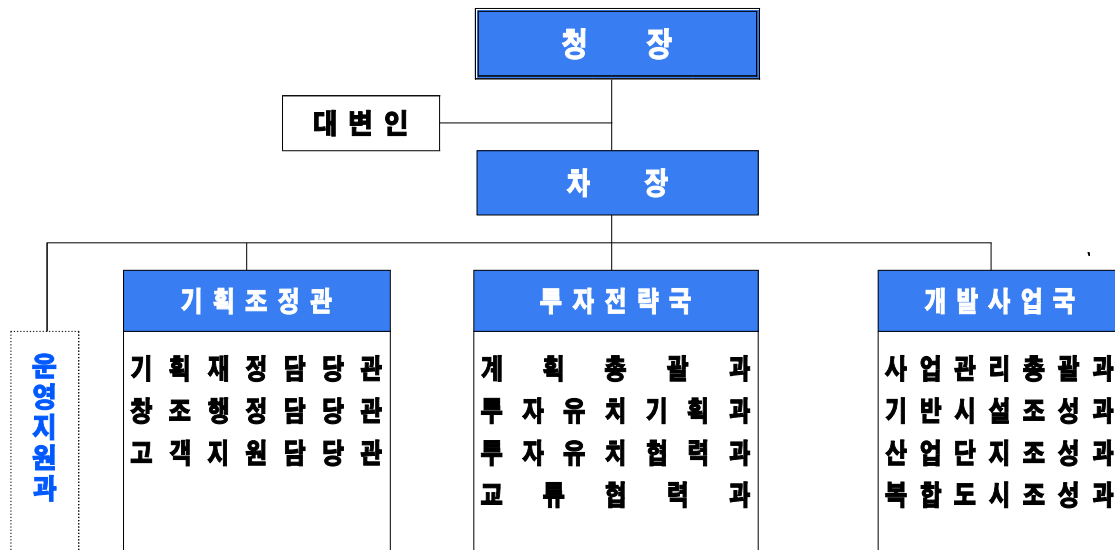 청 장
대 변 인
차 장
운영지원과
기획조정관
기획재정담당관
창조행정담당관
고객지원담당관
투자전략국
계획총괄과
투자유치기획과
투자유치협력과
교류협력과
개발사업국
사업관리총괄과
기반시설조성과
산업단지조성과
복합도시조성과